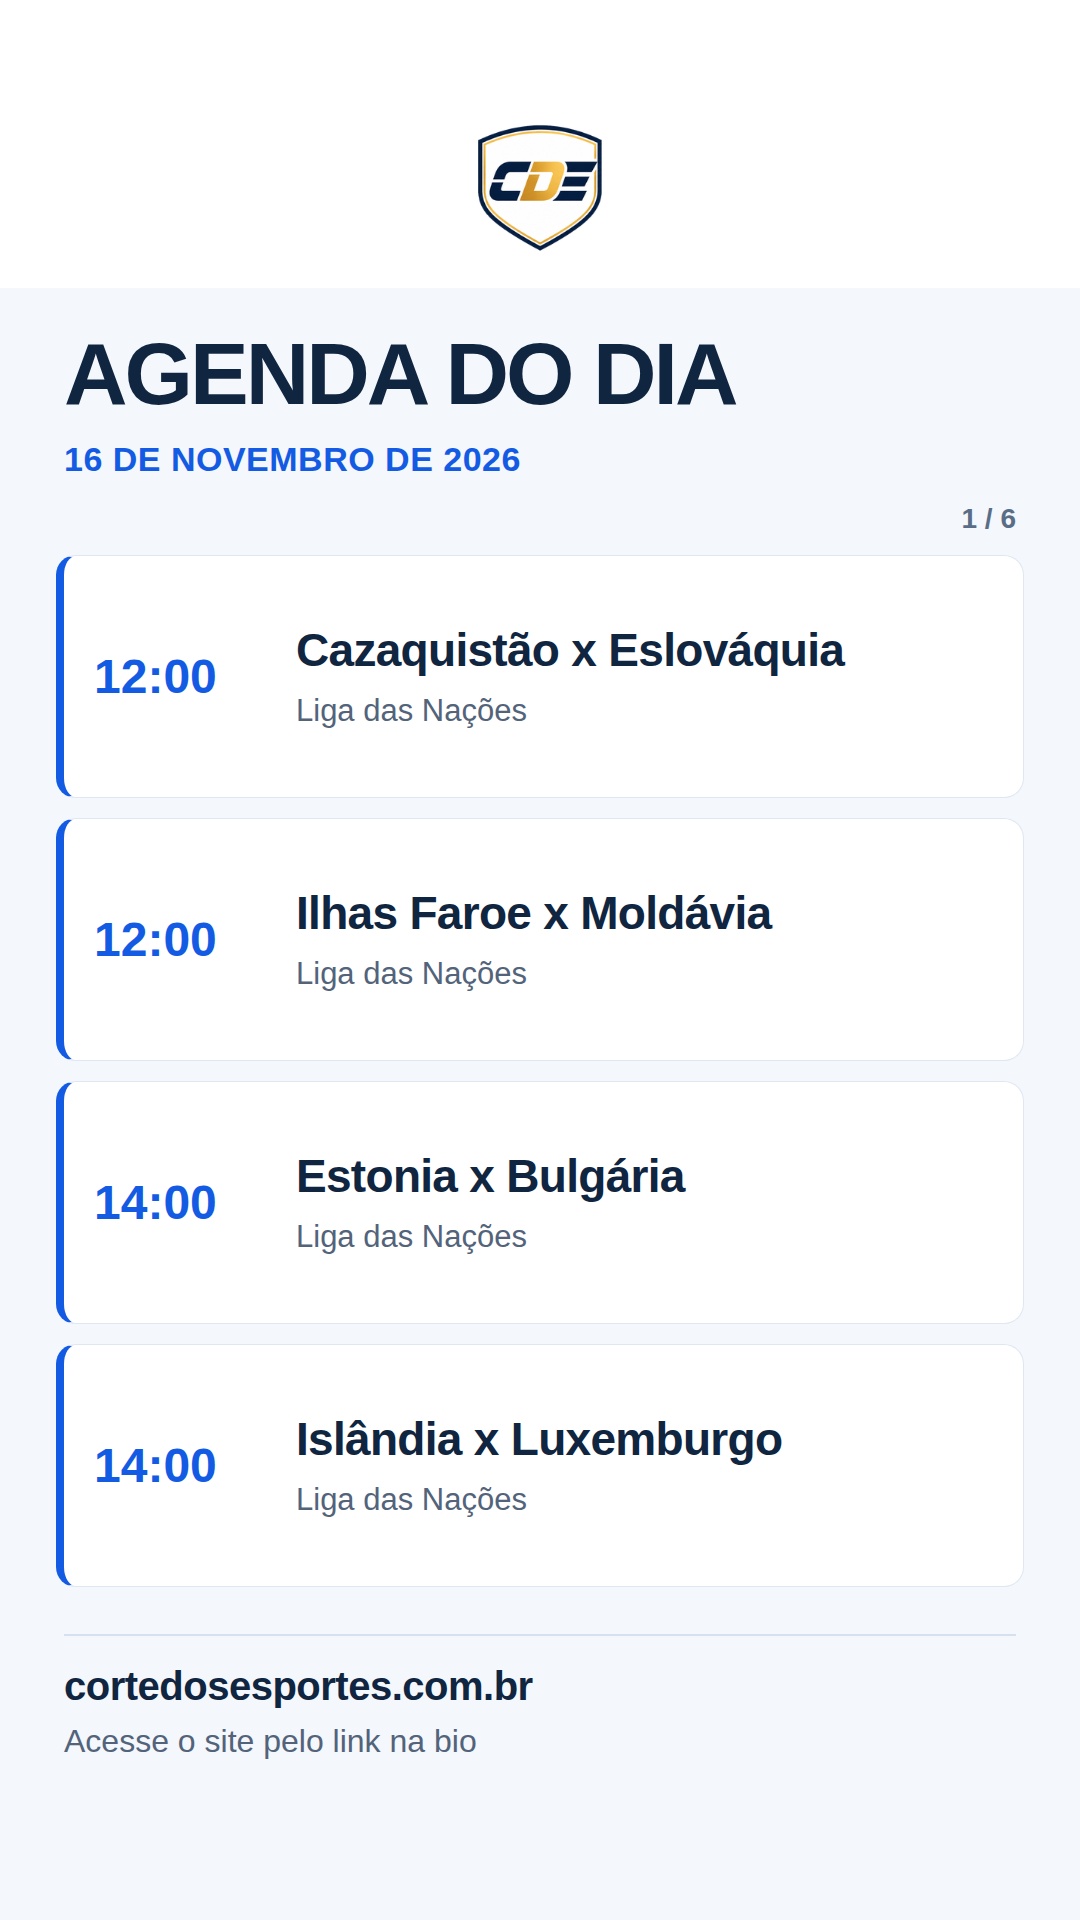 CDE
AGENDA DO DIA
16 DE NOVEMBRO DE 2026
1 / 6
12:00
Cazaquistão x Eslováquia
Liga das Nações
12:00
Ilhas Faroe x Moldávia
Liga das Nações
14:00
Estonia x Bulgária
Liga das Nações
14:00
Islândia x Luxemburgo
Liga das Nações
cortedosesportes.com.br
Acesse o site pelo link na bio